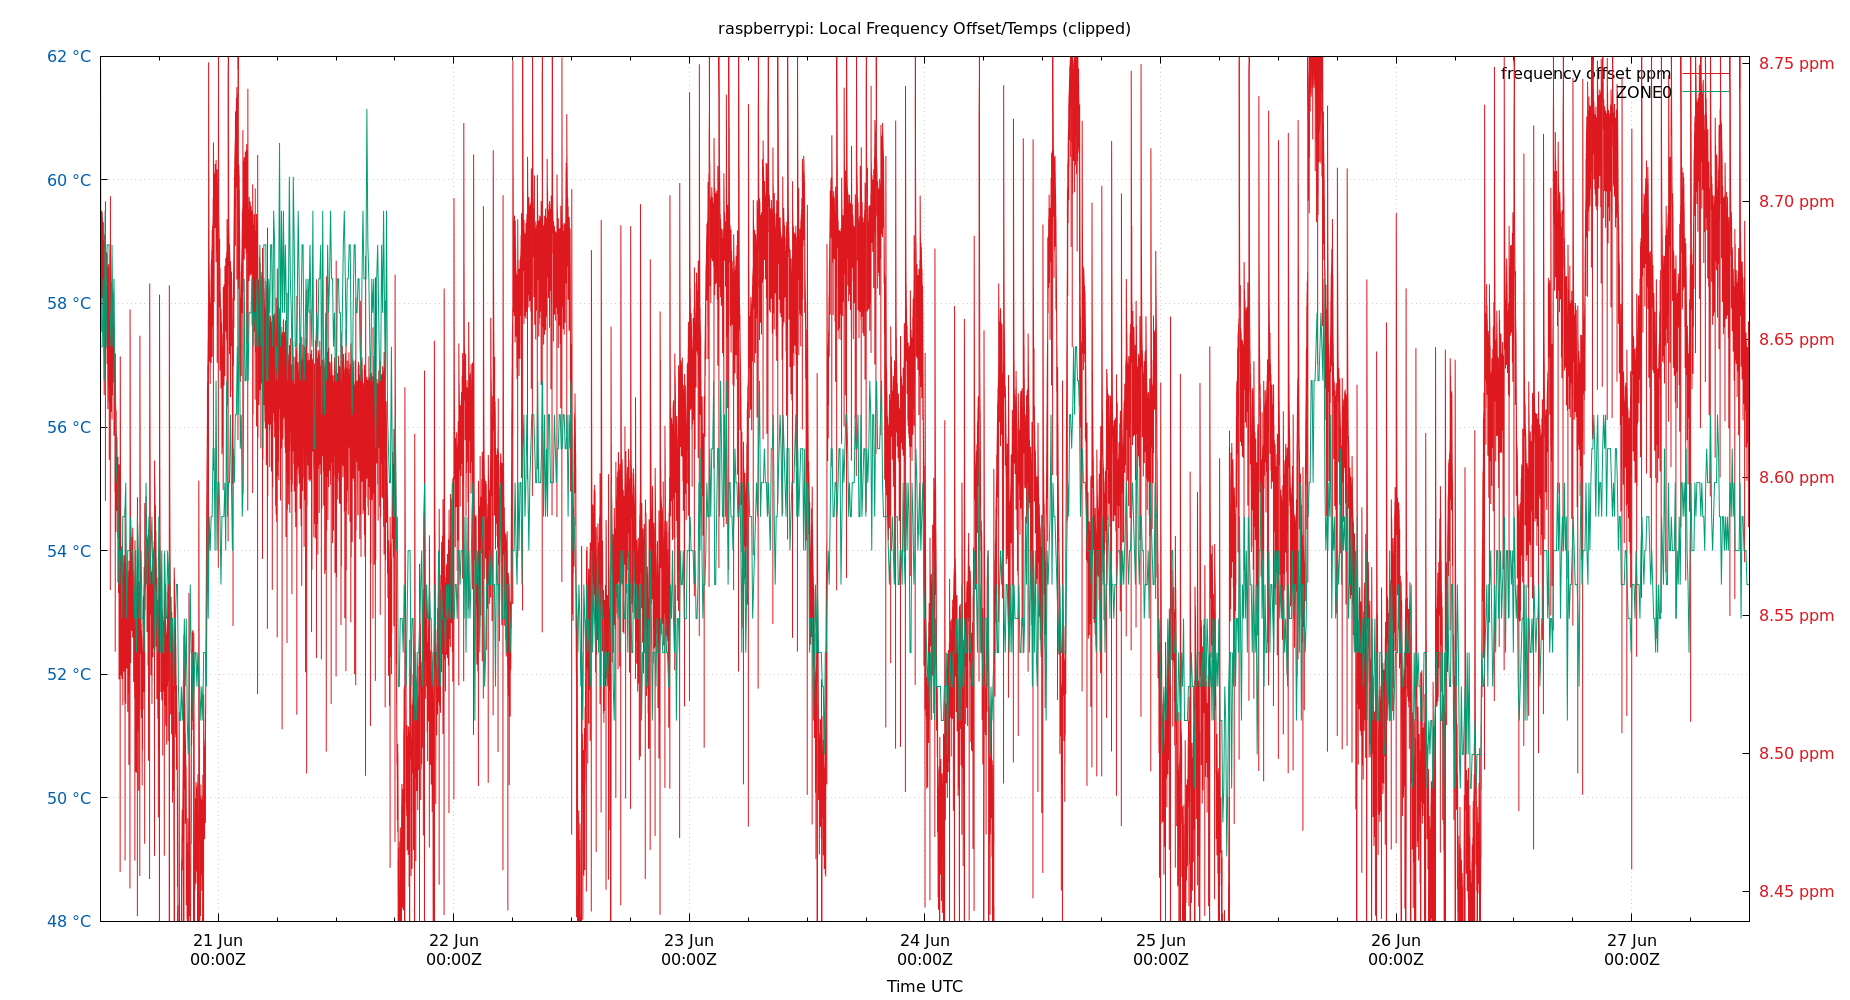 raspberrypi: Local Frequency Offset/Temps (clipped)
62 °C
60 °C
58 °C
56 °C
54 °C
52 °C
50 °C
48 °C
8.75 ppm
8.70 ppm
8.65 ppm
8.60 ppm
8.55 ppm
8.50 ppm
8.45 ppm
frequency offset ppm
ZONE0
21 Jun
00:00Z
22 Jun
00:00Z
23 Jun
00:00Z
24 Jun
00:00Z
25 Jun
00:00Z
26 Jun
00:00Z
27 Jun
00:00Z
Time UTC